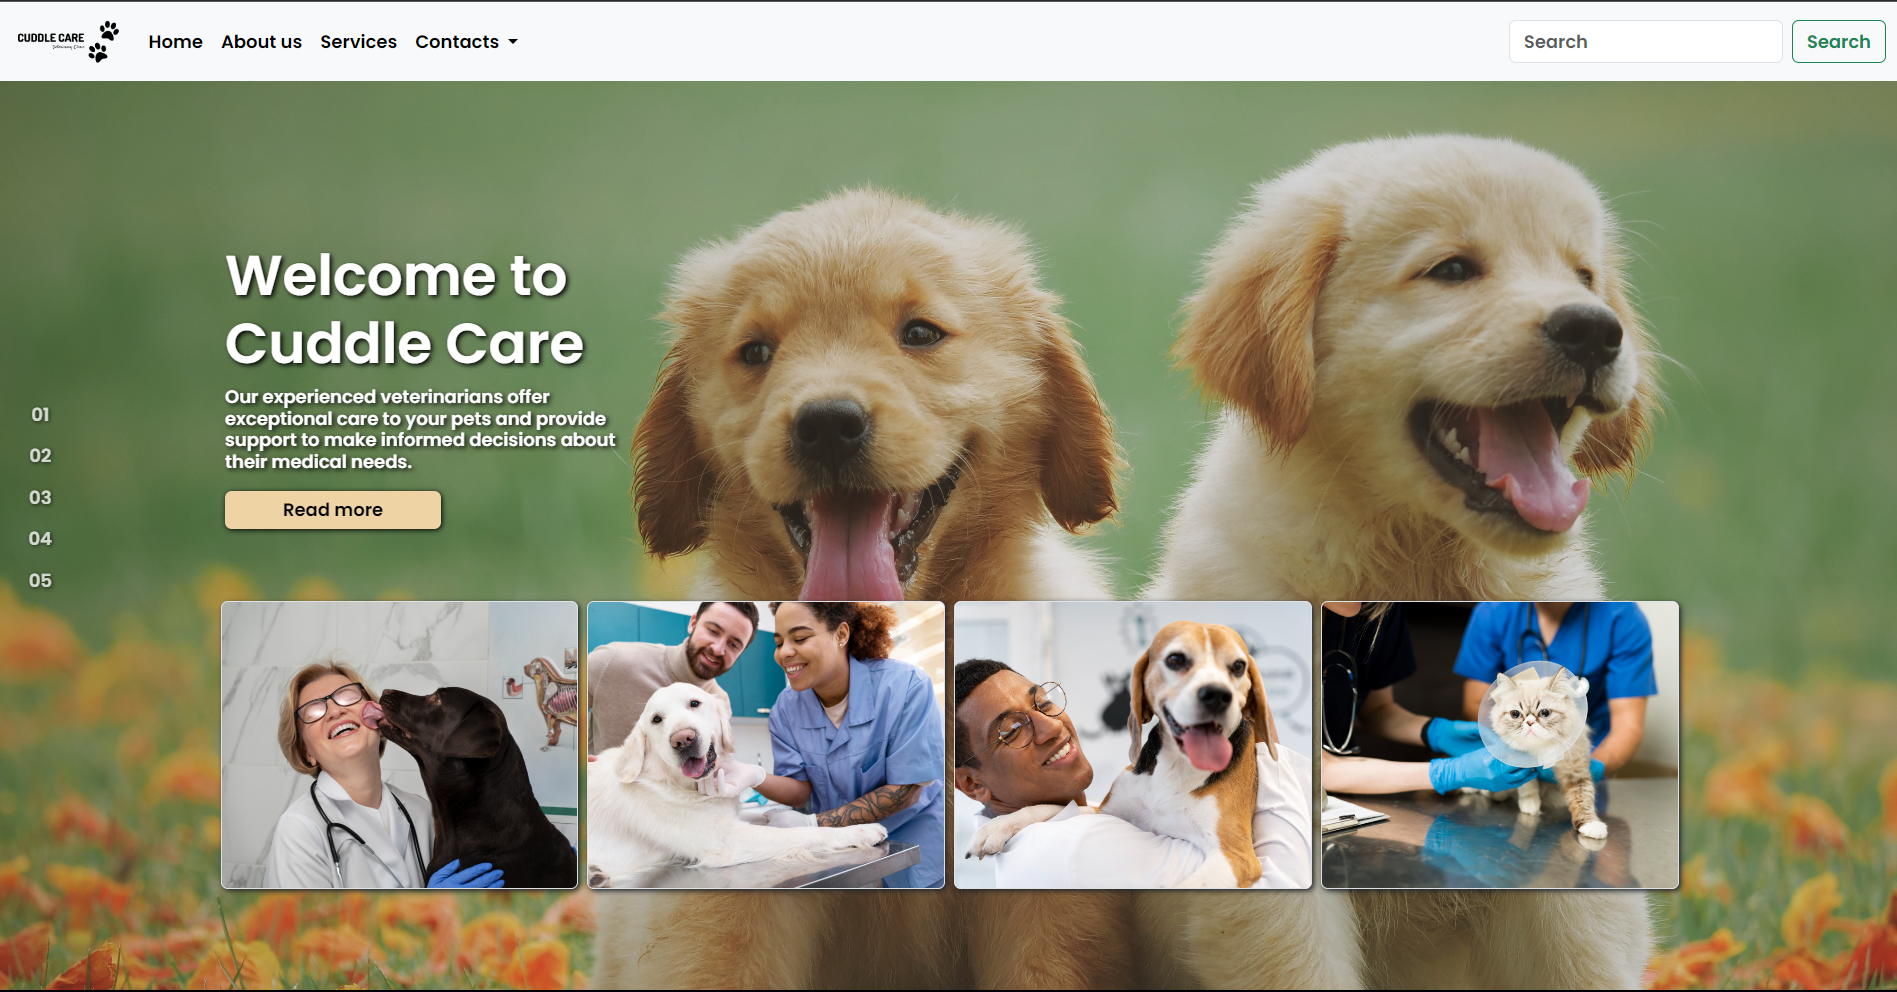 CUDDLE CARE
Veterinary Clinic
Home
About us
Services
Contacts
Search
Search
Welcome to
Cuddle Care
Our experienced veterinarians offer
exceptional care to your pets and provide
support to make informed decisions about
their medical needs.
Read more
01
02
03
04
05